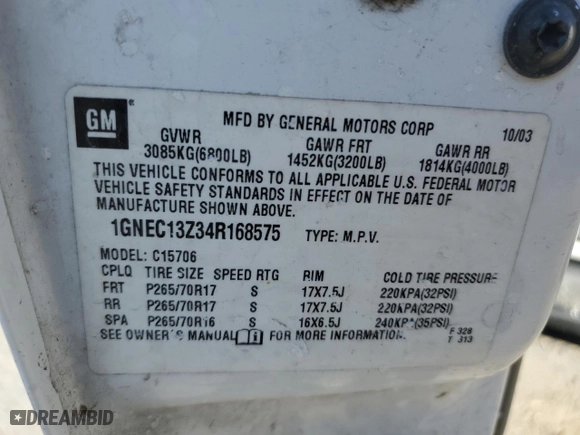 GM
MFD BY GENERAL MOTORS CORP 10/03
GVWR GAWR FRT GAWR RR
3085KG(6800LB) 1452KG(3200LB) 1814KG(4000LB)
THIS VEHICLE CONFORMS TO ALL APPLICABLE U.S. FEDERAL MOTOR
VEHICLE SAFETY STANDARDS IN EFFECT ON THE DATE OF
MANUFACTURE SHOWN ABOVE.
1GNEC13Z34R168575 TYPE: M.P.V.
MODEL: C15706
CPLQ TIRE SIZE SPEED RTG RIM COLD TIRE PRESSURE
FRT P265/70R17 S 17X7.5J 220KPA(32PSI)
RR P265/70R17 S 17X7.5J 220KPA(32PSI)
SPA P265/70R16 S 16X6.5J 240KPA(35PSI)
SEE OWNER'S MANUAL FOR MORE INFORMATION. F 328
T 313
DREAMBID